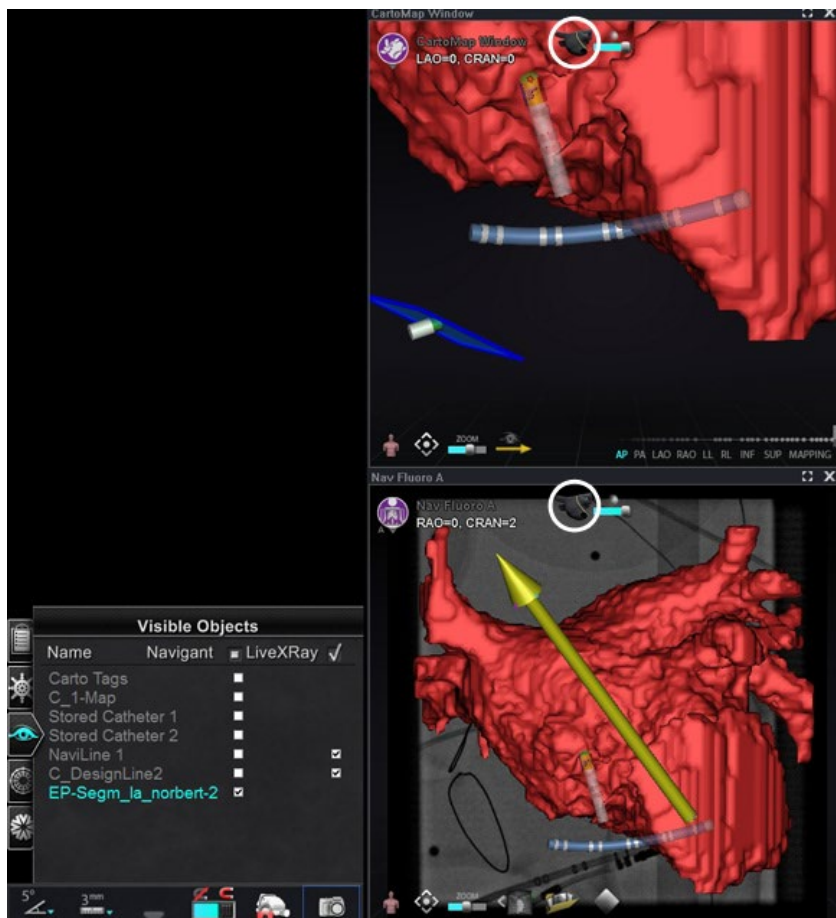 CartoMap Window
CartoMap Window
LAO=0, CRAN=0
ZOOM
AP PA LAO RAO LL RL INF SUP MAPPING
Nav Fluoro A
Nav Fluoro A
RAO=0, CRAN=2
A
ZOOM
Visible Objects
Name Navigant LiveXRay
Carto Tags
C_1-Map
Stored Catheter 1
Stored Catheter 2
NaviLine 1
C_DesignLine2
EP-Segm_la_norbert-2
5°
3mm